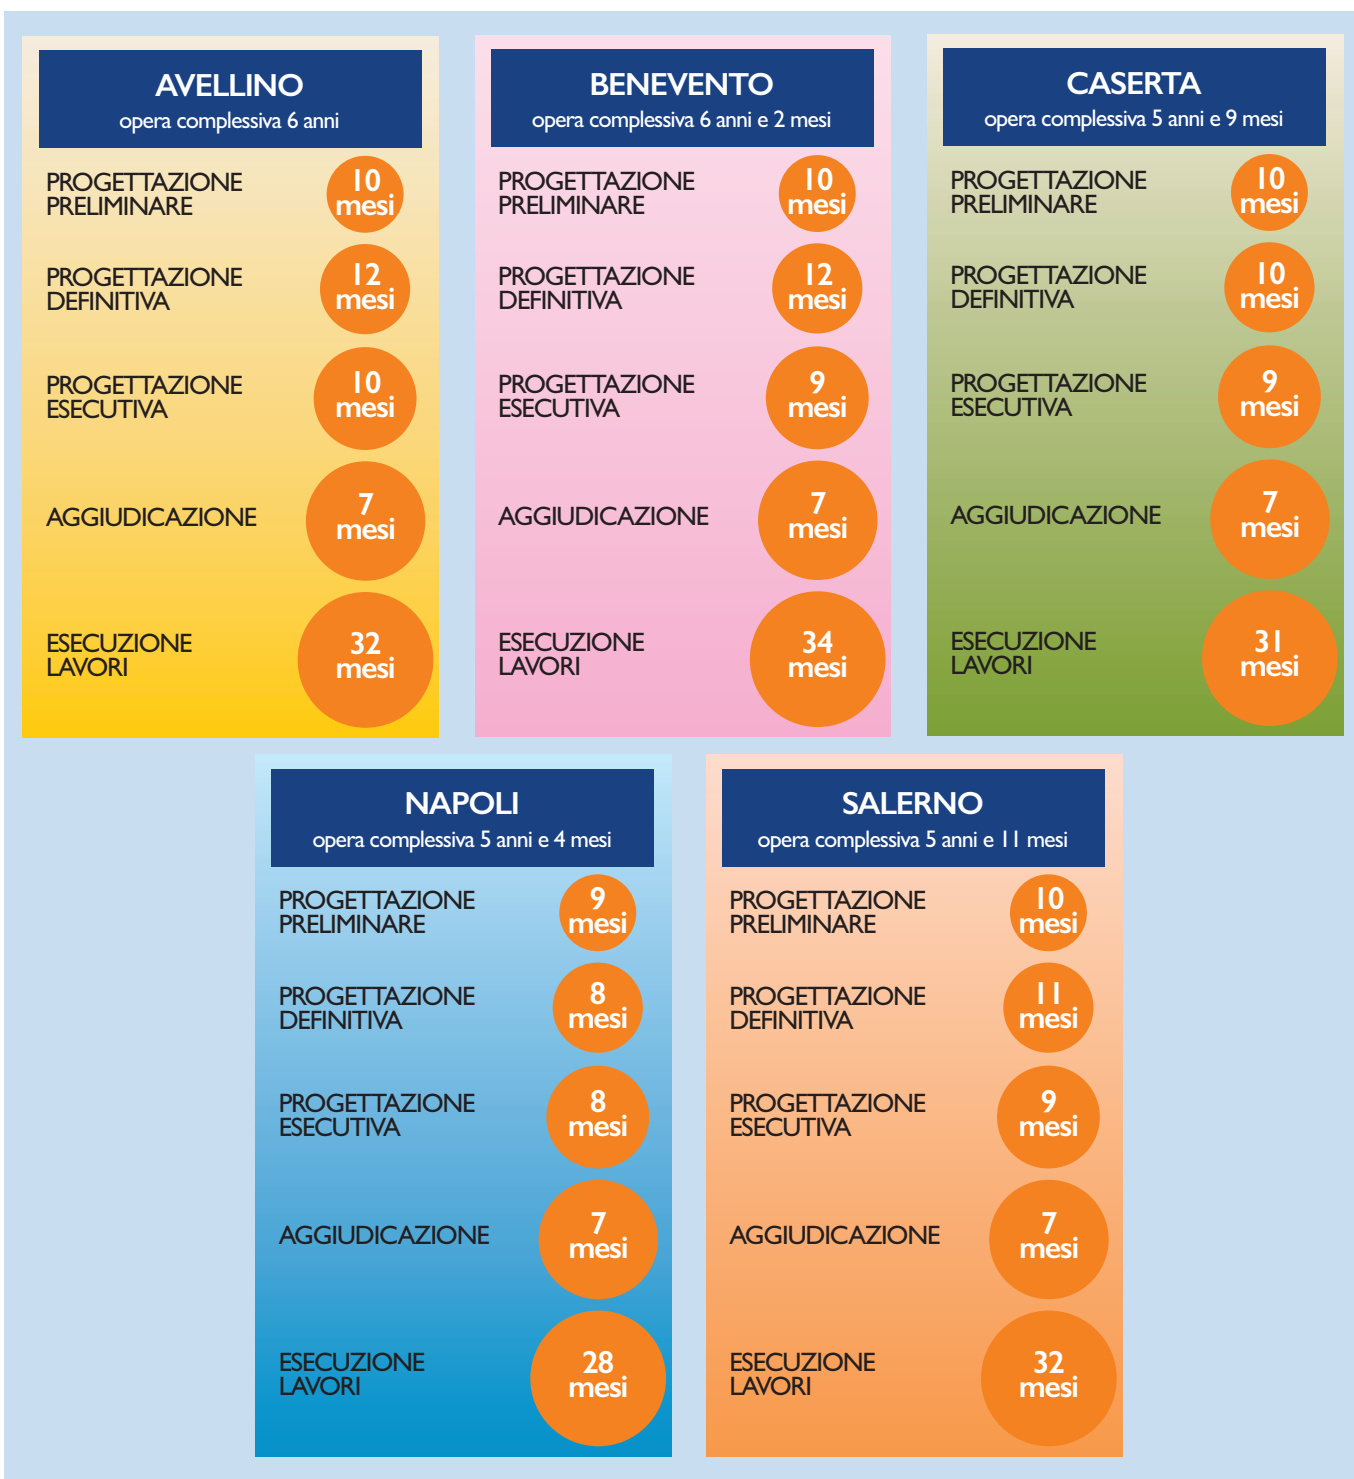 AVELLINO
opera complessiva 6 anni
PROGETTAZIONE
PRELIMINARE
10
mesi
PROGETTAZIONE
DEFINITIVA
12
mesi
PROGETTAZIONE
ESECUTIVA
10
mesi
AGGIUDICAZIONE
7
mesi
ESECUZIONE
LAVORI
32
mesi
BENEVENTO
opera complessiva 6 anni e 2 mesi
PROGETTAZIONE
PRELIMINARE
10
mesi
PROGETTAZIONE
DEFINITIVA
12
mesi
PROGETTAZIONE
ESECUTIVA
9
mesi
AGGIUDICAZIONE
7
mesi
ESECUZIONE
LAVORI
34
mesi
CASERTA
opera complessiva 5 anni e 9 mesi
PROGETTAZIONE
PRELIMINARE
10
mesi
PROGETTAZIONE
DEFINITIVA
10
mesi
PROGETTAZIONE
ESECUTIVA
9
mesi
AGGIUDICAZIONE
7
mesi
ESECUZIONE
LAVORI
31
mesi
NAPOLI
opera complessiva 5 anni e 4 mesi
PROGETTAZIONE
PRELIMINARE
9
mesi
PROGETTAZIONE
DEFINITIVA
8
mesi
PROGETTAZIONE
ESECUTIVA
8
mesi
AGGIUDICAZIONE
7
mesi
ESECUZIONE
LAVORI
28
mesi
SALERNO
opera complessiva 5 anni e 11 mesi
PROGETTAZIONE
PRELIMINARE
10
mesi
PROGETTAZIONE
DEFINITIVA
11
mesi
PROGETTAZIONE
ESECUTIVA
9
mesi
AGGIUDICAZIONE
7
mesi
ESECUZIONE
LAVORI
32
mesi